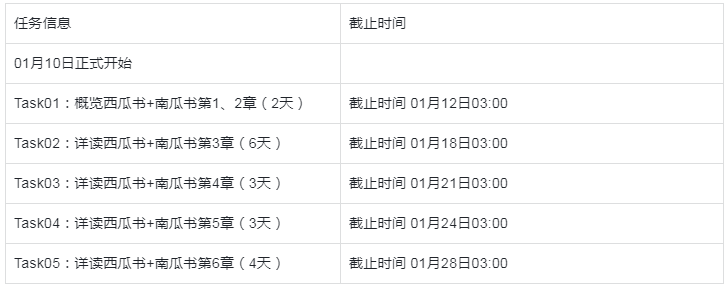 任务信息 截止时间
01月10日正式开始
Task01：概览西瓜书+南瓜书第1、2章（2天） 截止时间 01月12日03:00
Task02：详读西瓜书+南瓜书第3章（6天） 截止时间 01月18日03:00
Task03：详读西瓜书+南瓜书第4章（3天） 截止时间 01月21日03:00
Task04：详读西瓜书+南瓜书第5章（3天） 截止时间 01月24日03:00
Task05：详读西瓜书+南瓜书第6章（4天） 截止时间 01月28日03:00